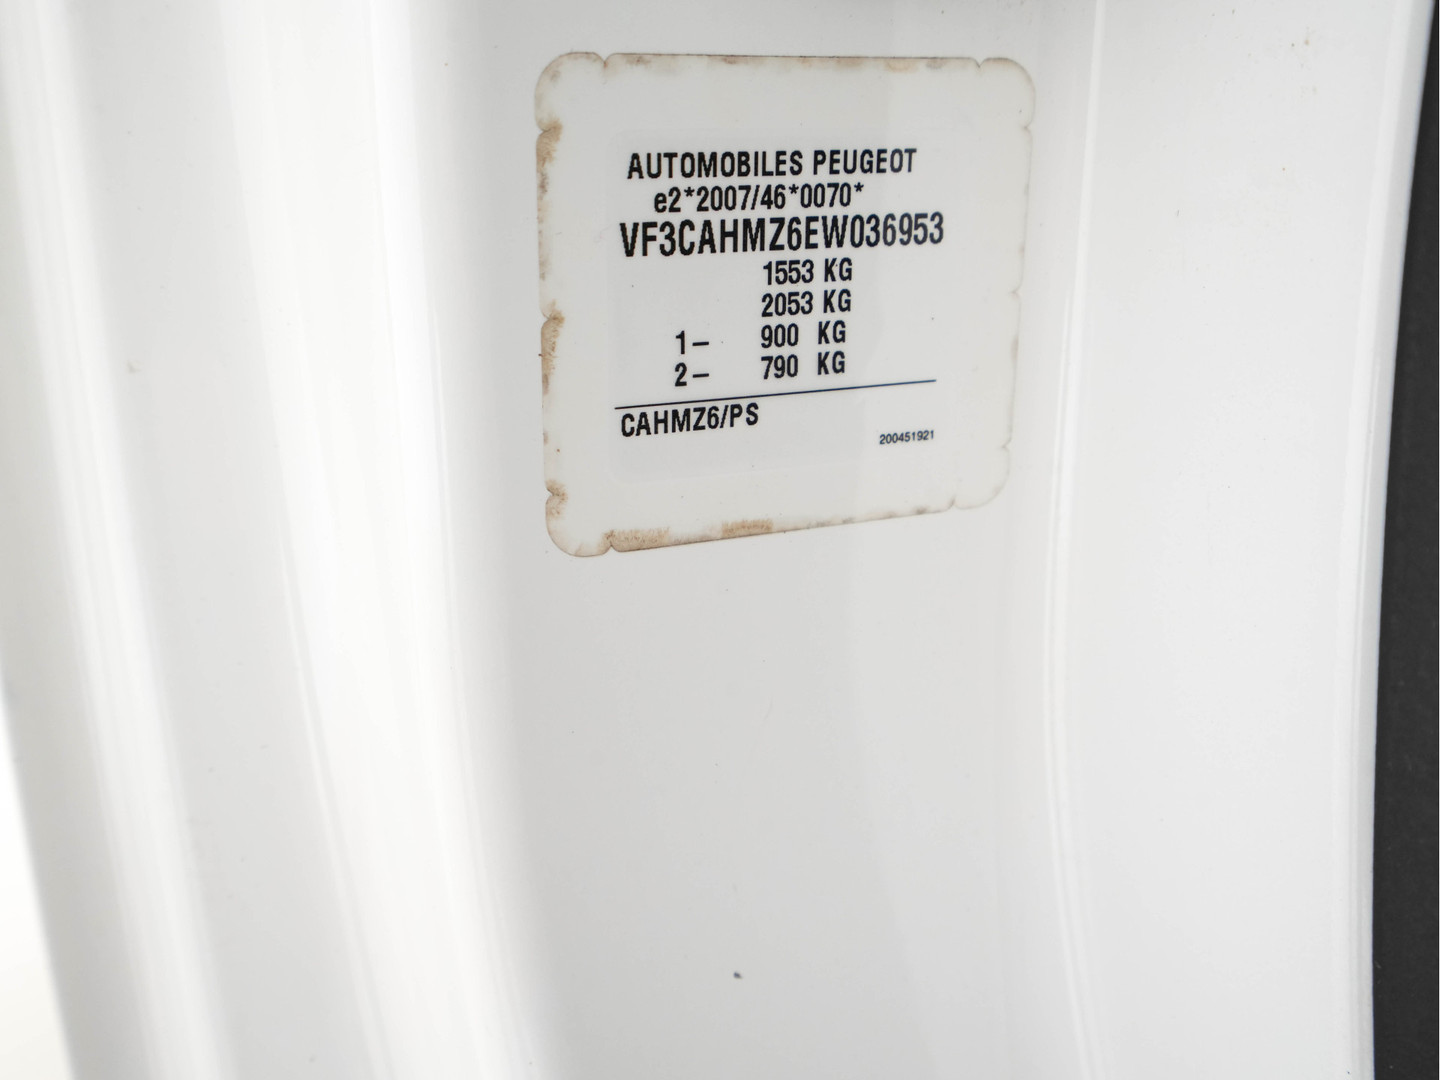 AUTOMOBILES PEUGEOT
e2*2007/46*0070*
VF3CAHMZ6EW036953
1553 KG
2053 KG
1– 900 KG
2– 790 KG
CAHMZ6/PS
200451921